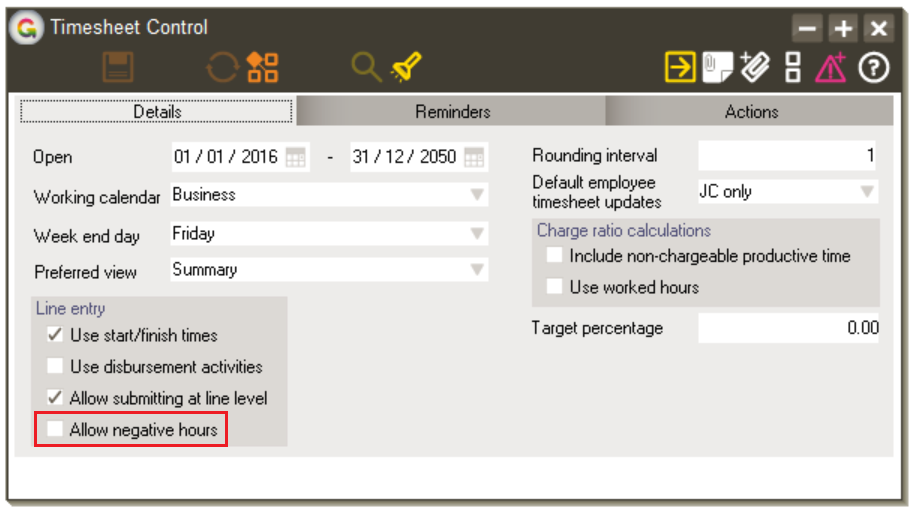 Timesheet Control
Details
Reminders
Actions
Open
01 / 01 / 2016
-
31 / 12 / 2050
Working calendar
Business
Week end day
Friday
Preferred view
Summary
Line entry
Use start/finish times
Use disbursement activities
Allow submitting at line level
Allow negative hours
Rounding interval
1
Default employee
timesheet updates
JC only
Charge ratio calculations
Include non-chargeable productive time
Use worked hours
Target percentage
0.00